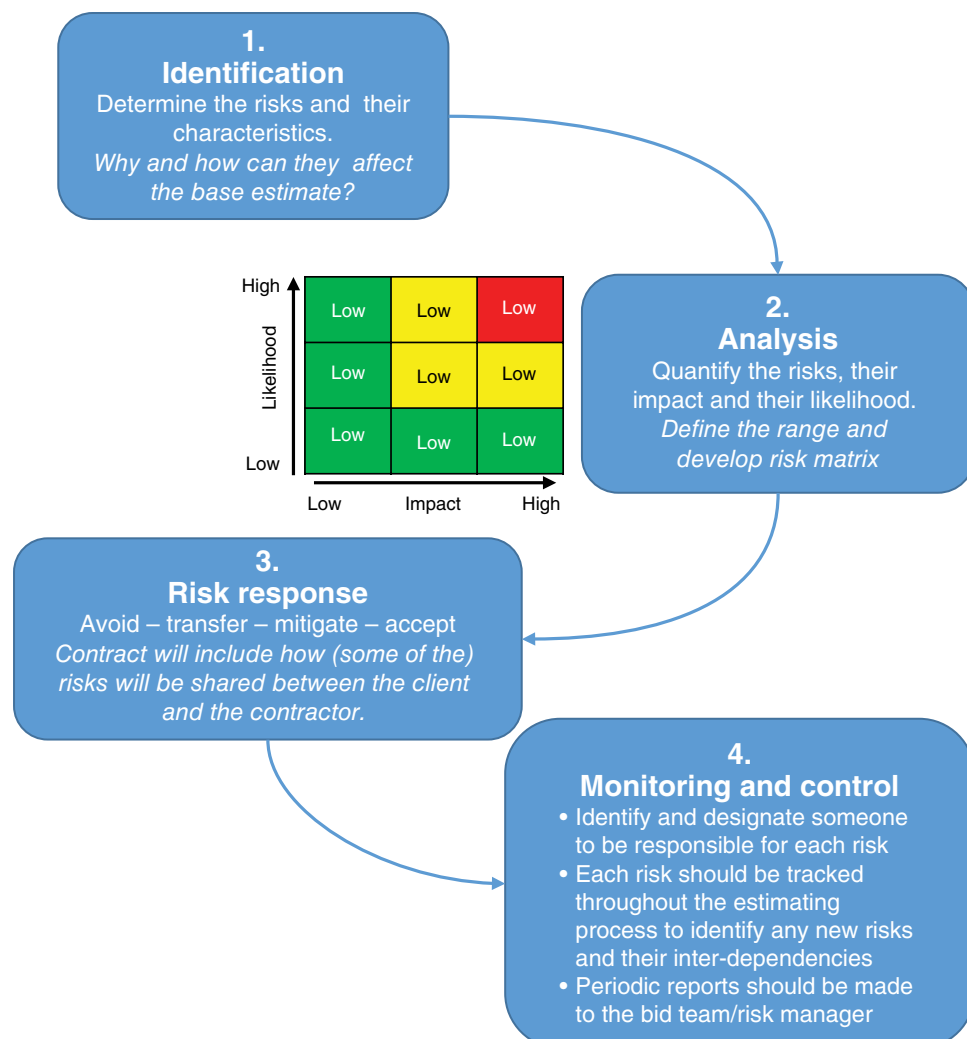 1.
Identification
Determine the risks and their
characteristics.
Why and how can they affect
the base estimate?
High
Likelihood
Low
Low Low Low
Low Low Low
Low Low Low
Low Impact High
2.
Analysis
Quantify the risks, their
impact and their likelihood.
Define the range and
develop risk matrix
3.
Risk response
Avoid – transfer – mitigate – accept
Contract will include how (some of the)
risks will be shared between the client
and the contractor.
4.
Monitoring and control
• Identify and designate someone
to be responsible for each risk
• Each risk should be tracked
throughout the estimating
process to identify any new risks
and their inter-dependencies
• Periodic reports should be made
to the bid team/risk manager